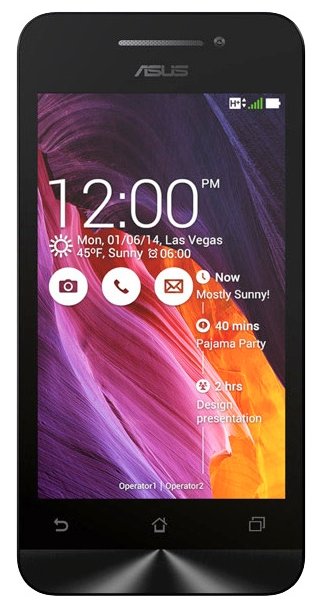 ASUS
H+
12:00 PM
Mon, 01/06/14, Las Vegas
45ºF, Sunny 06:00
Now
Mostly Sunny!
40 mins
Pajama Party
2 hrs
Design
presentation
Operator1 | Operator2